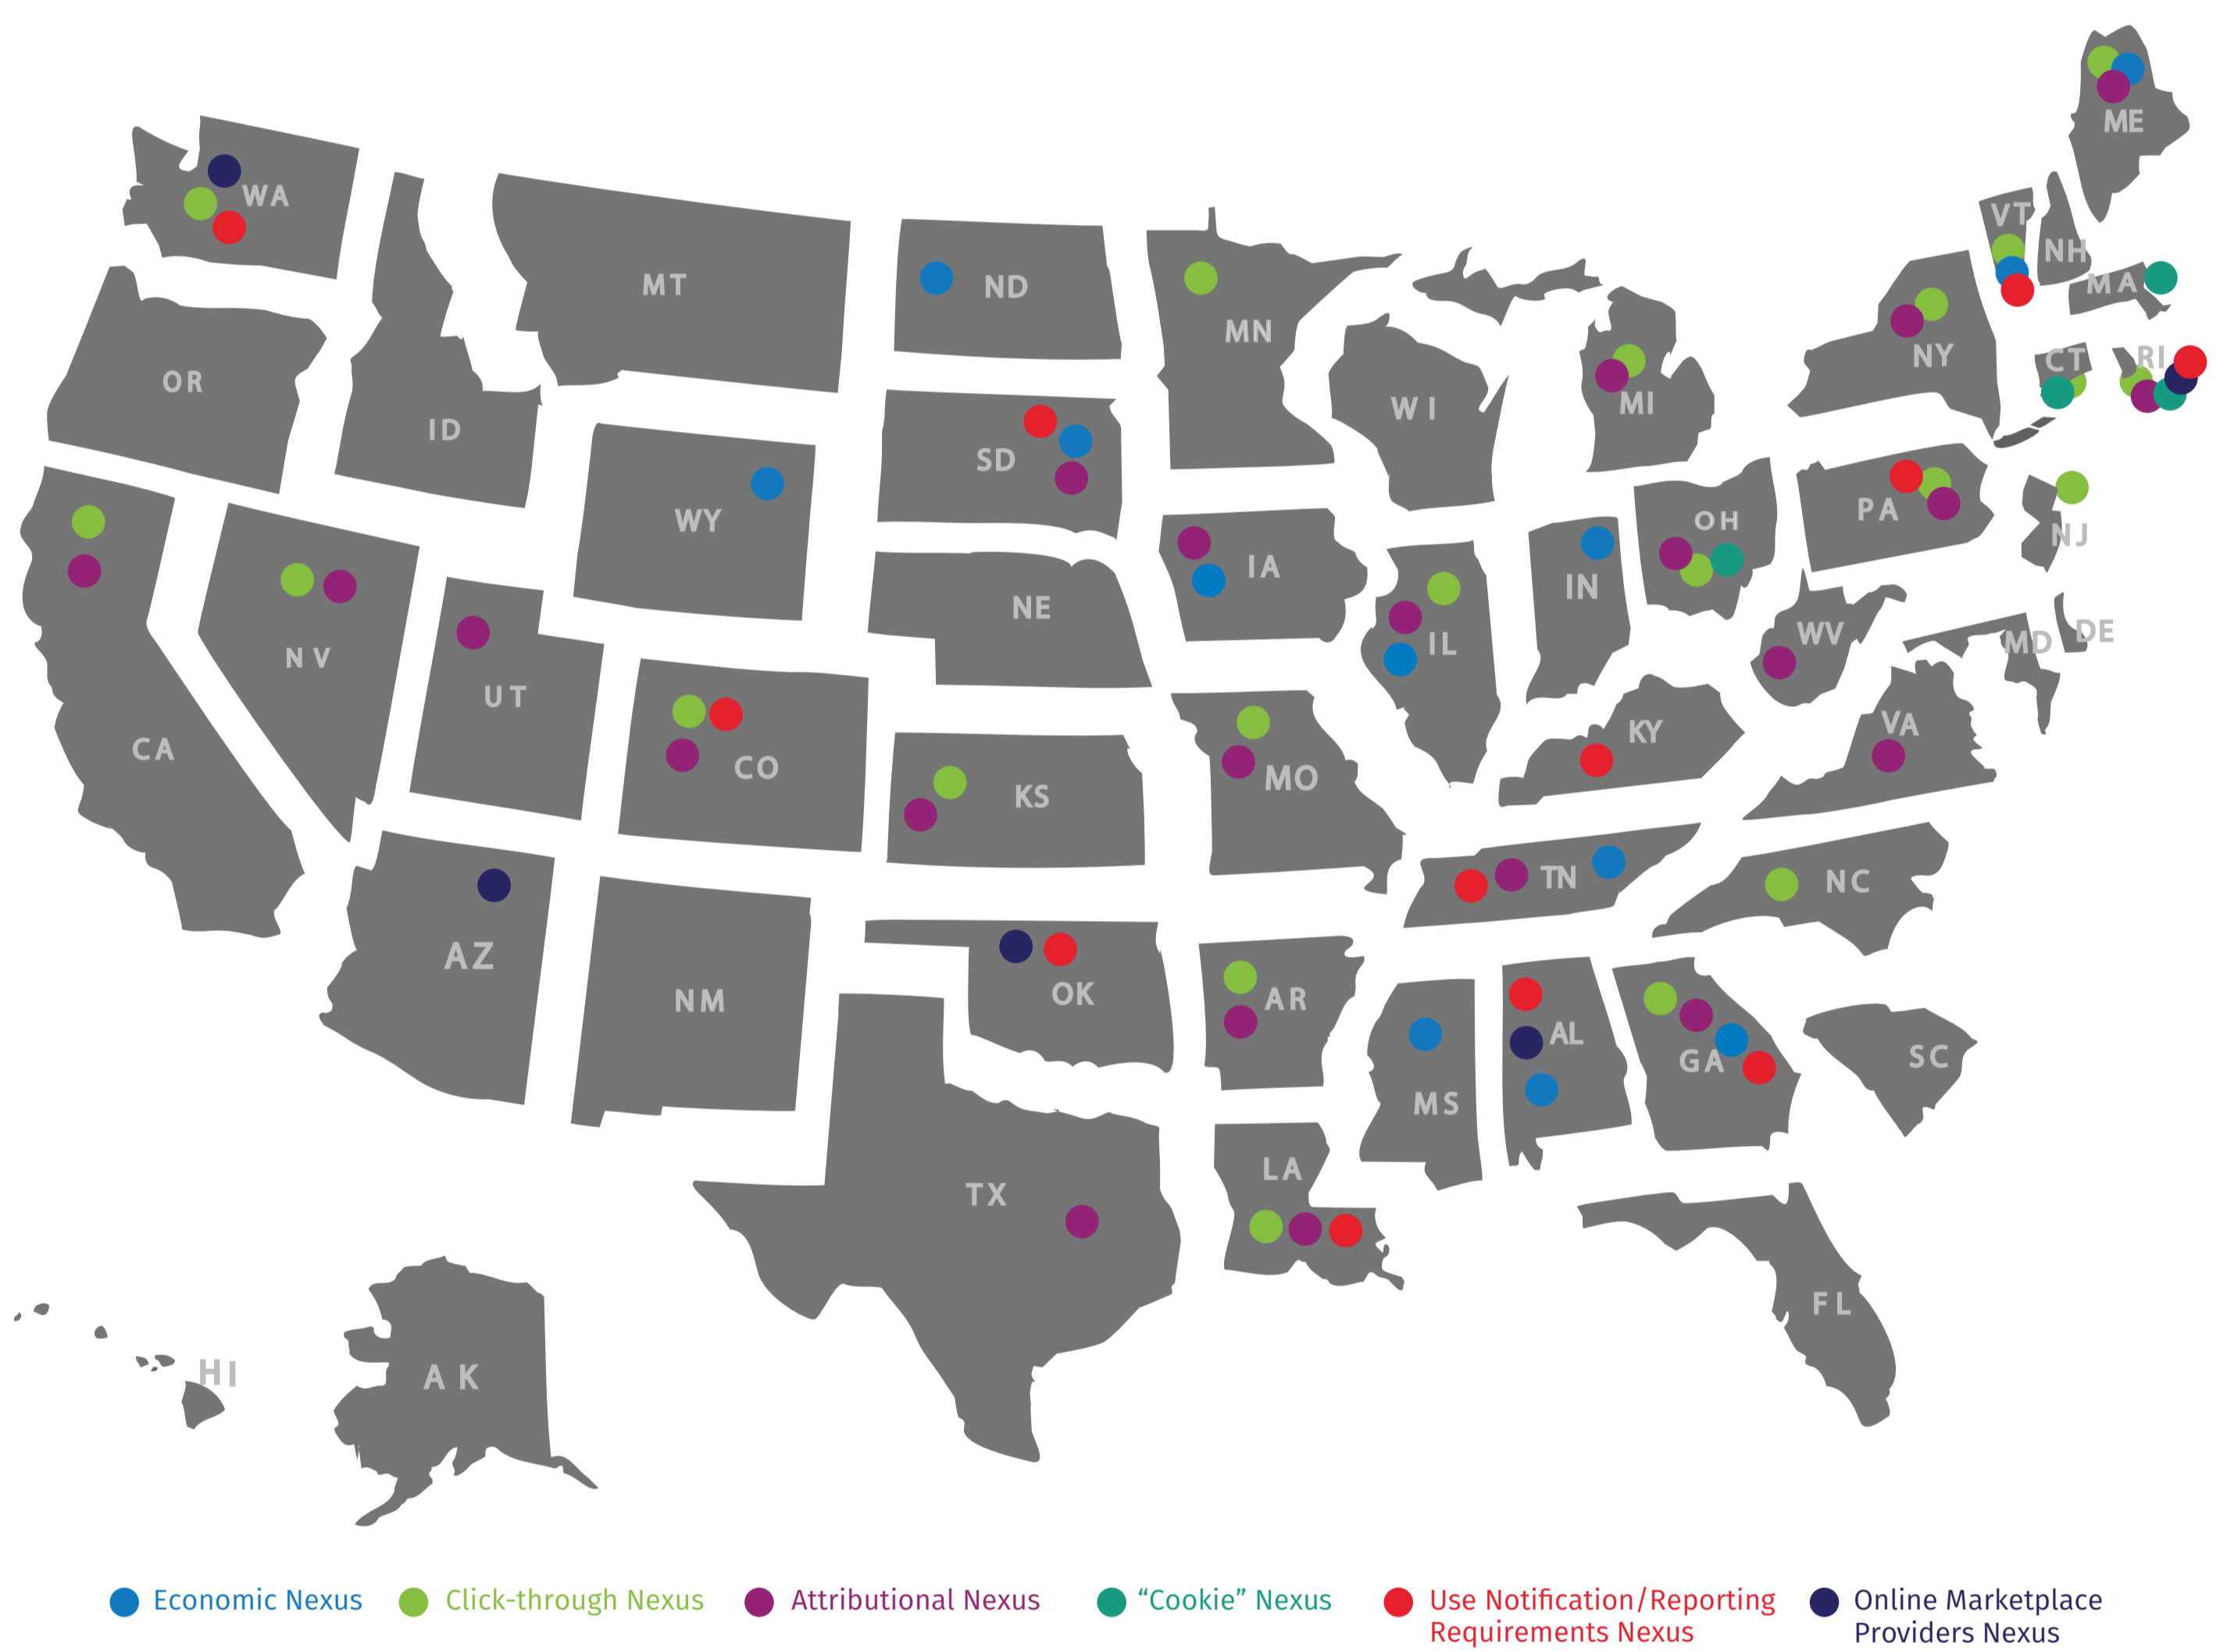 ME
WA
VT
NH
MT
ND
MA
MN
NY
CT
RI
OR
WI
MI
ID
SD
WY
PA
OH
NJ
IA
IN
NE
WV
MD
DE
NV
IL
UT
VA
KY
CA
CO
MO
KS
TN
NC
AZ
NM
OK
AR
AL
GA
SC
MS
LA
TX
FL
HI
AK
Economic Nexus
Click-through Nexus
Attributional Nexus
“Cookie” Nexus
Use Notification/Reporting
Requirements Nexus
Online Marketplace
Providers Nexus